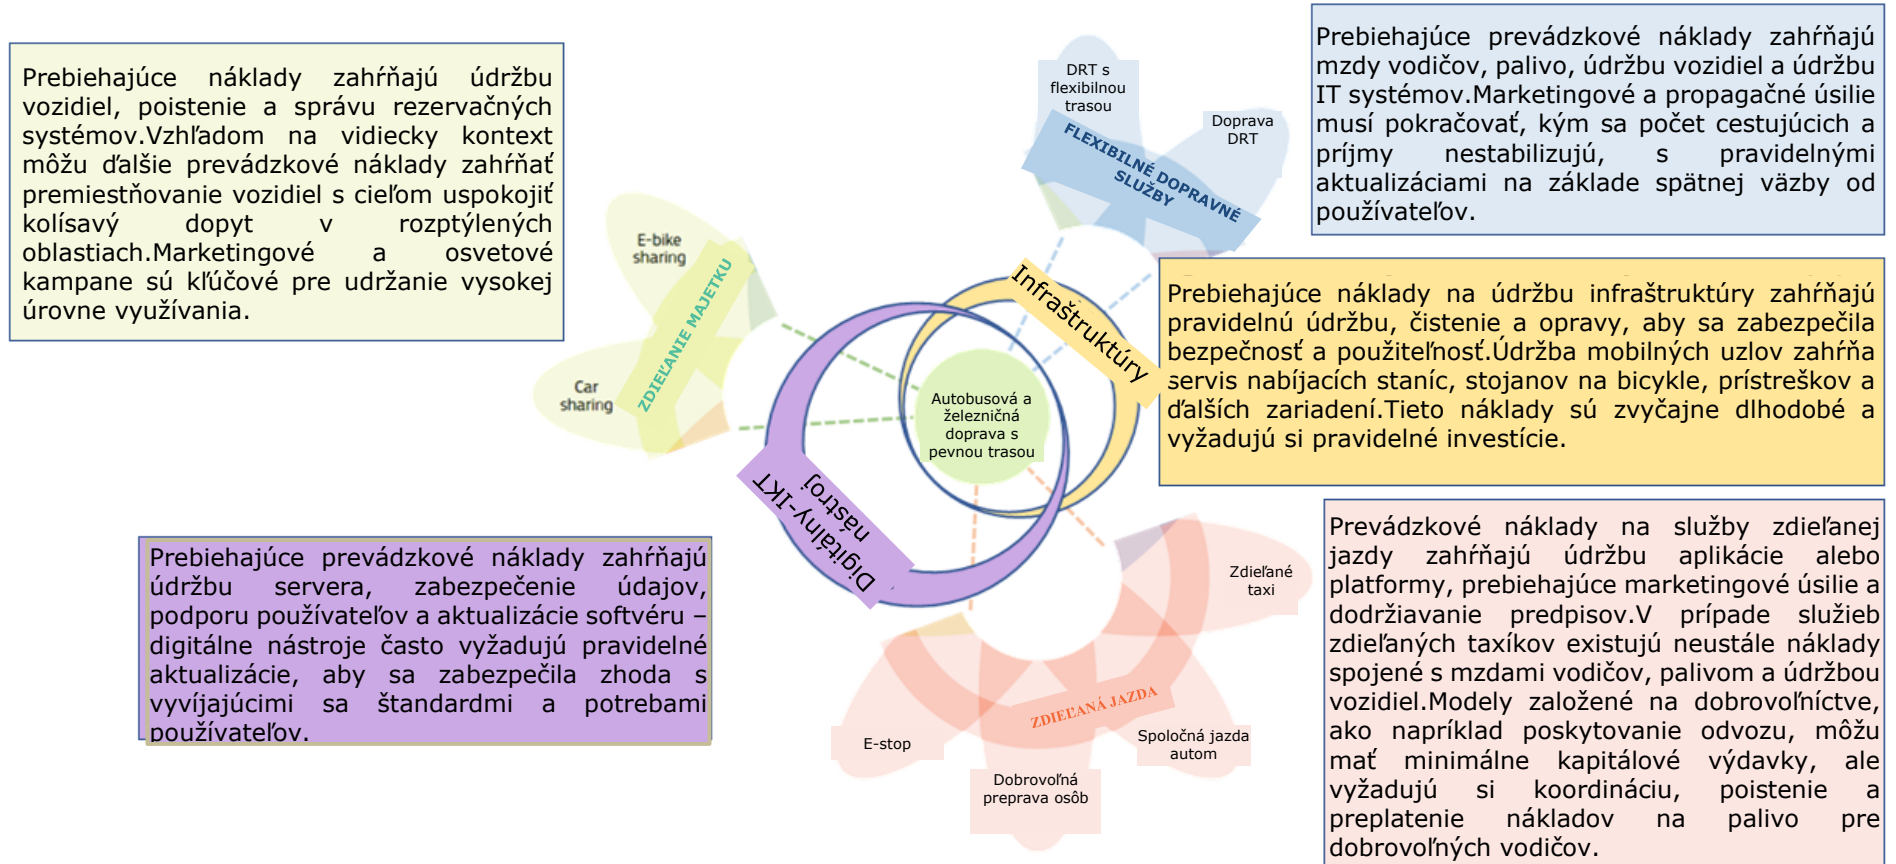 Prebiehajúce náklady zahŕňajú údržbu
vozidiel, poistenie a správu rezervačných
systémov.Vzhľadom na vidiecky kontext
môžu ďalšie prevádzkové náklady zahŕňať
premiestňovanie vozidiel s cieľom uspokojiť
kolísavý dopyt v rozptýlených
oblastiach.Marketingové a osvetové
kampane sú kľúčové pre udržanie vysokej
úrovne využívania.
DRT s
flexibilnou
trasou
Doprava
DRT
FLEXIBILNÉ DOPRAVNÉ
SLUŽBY
Prebiehajúce prevádzkové náklady zahŕňajú
mzdy vodičov, palivo, údržbu vozidiel a údržbu
IT systémov.Marketingové a propagačné úsilie
musí pokračovať, kým sa počet cestujúcich a
príjmy nestabilizujú, s pravidelnými
aktualizáciami na základe spätnej väzby od
používateľov.
E-bike
sharing
Car
sharing
ZDIEĽANIE MAJETKU
Infraštruktúry
Prebiehajúce náklady na údržbu infraštruktúry zahŕňajú
pravidelnú údržbu, čistenie a opravy, aby sa zabezpečila
bezpečnosť a použiteľnosť.Údržba mobilných uzlov zahŕňa
servis nabíjacích staníc, stojanov na bicykle, prístreškov a
ďalších zariadení.Tieto náklady sú zvyčajne dlhodobé a
vyžadujú si pravidelné investície.
Autobusová a
železničná
doprava s
pevnou trasou
Digitálny-IKT
nástroj
Prebiehajúce prevádzkové náklady zahŕňajú
údržbu servera, zabezpečenie údajov,
podporu používateľov a aktualizácie softvéru –
digitálne nástroje často vyžadujú pravidelné
aktualizácie, aby sa zabezpečila zhoda s
vyvíjajúcimi sa štandardmi a potrebami
používateľov.
Zdieľané
taxi
ZDIEĽANÁ JAZDA
E-stop
Dobrovoľná
preprava osôb
Spoločná jazda
autom
Prevádzkové náklady na služby zdieľanej
jazdy zahŕňajú údržbu aplikácie alebo
platformy, prebiehajúce marketingové úsilie a
dodržiavanie predpisov.V prípade služieb
zdieľaných taxíkov existujú neustále náklady
spojené s mzdami vodičov, palivom a údržbou
vozidiel.Modely založené na dobrovoľníctve,
ako napríklad poskytovanie odvozu, môžu
mať minimálne kapitálové výdavky, ale
vyžadujú si koordináciu, poistenie a
preplatenie nákladov na palivo pre
dobrovoľných vodičov.